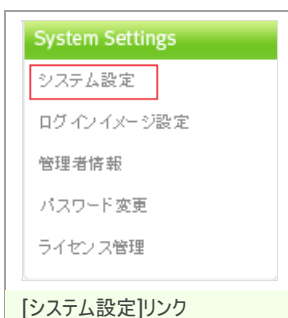 System Settings
システム設定
ログインイメージ設定
管理者情報
パスワード変更
ライセンス管理
[システム設定]リンク